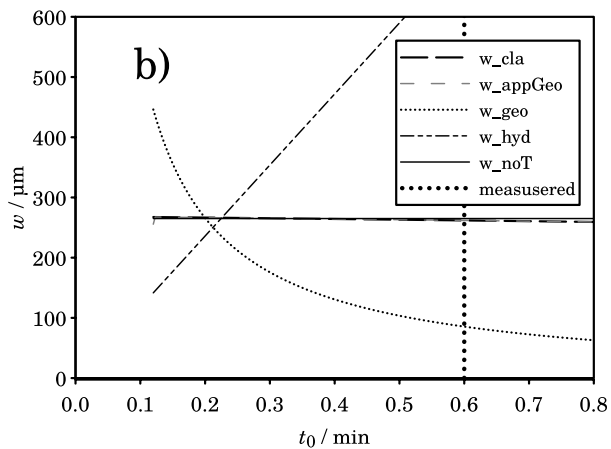 600
500
400
300
200
100
0
w / µm
b)
w_cla
w_appGeo
w_geo
w_hyd
w_noT
measusered
0.0 0.1 0.2 0.3 0.4 0.5 0.6 0.7 0.8
t0 / min